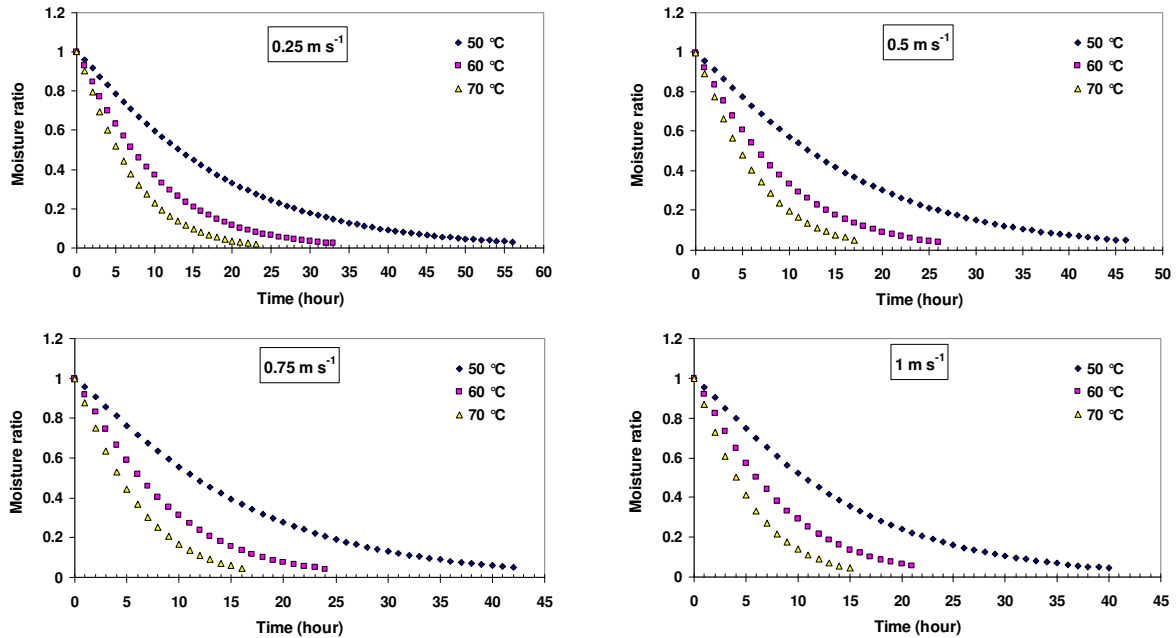 0.25 m s⁻¹
50 °C
60 °C
70 °C
Moisture ratio
1.2
1
0.8
0.6
0.4
0.2
0
0 5 10 15 20 25 30 35 40 45 50 55 60
Time (hour)
0.5 m s⁻¹
50 °C
60 °C
70 °C
Moisture ratio
1.2
1
0.8
0.6
0.4
0.2
0
0 5 10 15 20 25 30 35 40 45 50
Time (hour)
0.75 m s⁻¹
50 °C
60 °C
70 °C
Moisture ratio
1.2
1
0.8
0.6
0.4
0.2
0
0 5 10 15 20 25 30 35 40 45
Time (hour)
1 m s⁻¹
50 °C
60 °C
70 °C
Moisture ratio
1.2
1
0.8
0.6
0.4
0.2
0
0 5 10 15 20 25 30 35 40 45
Time (hour)